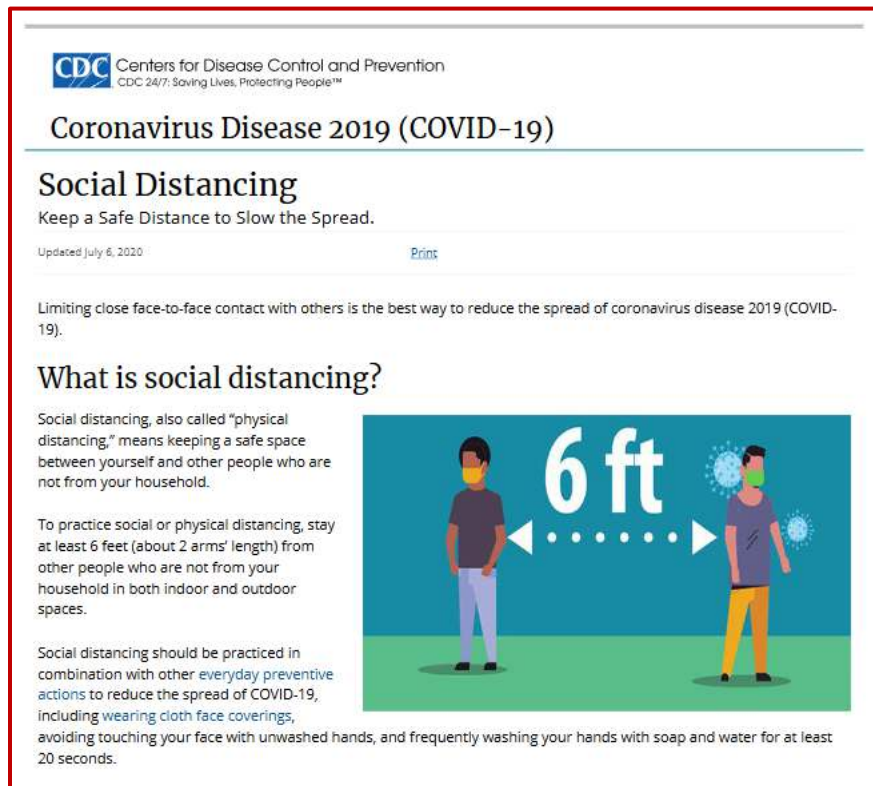 CDC Centers for Disease Control and Prevention
CDC 24/7: Saving Lives, Protecting People™
Coronavirus Disease 2019 (COVID-19)
Social Distancing
Keep a Safe Distance to Slow the Spread.
Updated July 6, 2020 Print
Limiting close face-to-face contact with others is the best way to reduce the spread of coronavirus disease 2019 (COVID-
19).
What is social distancing?
Social distancing, also called “physical
distancing,” means keeping a safe space
between yourself and other people who are
not from your household.
To practice social or physical distancing, stay
at least 6 feet (about 2 arms’ length) from
other people who are not from your
household in both indoor and outdoor
spaces.
Social distancing should be practiced in
combination with other everyday preventive
actions to reduce the spread of COVID-19,
including wearing cloth face coverings,
avoiding touching your face with unwashed hands, and frequently washing your hands with soap and water for at least
20 seconds.
6 ft